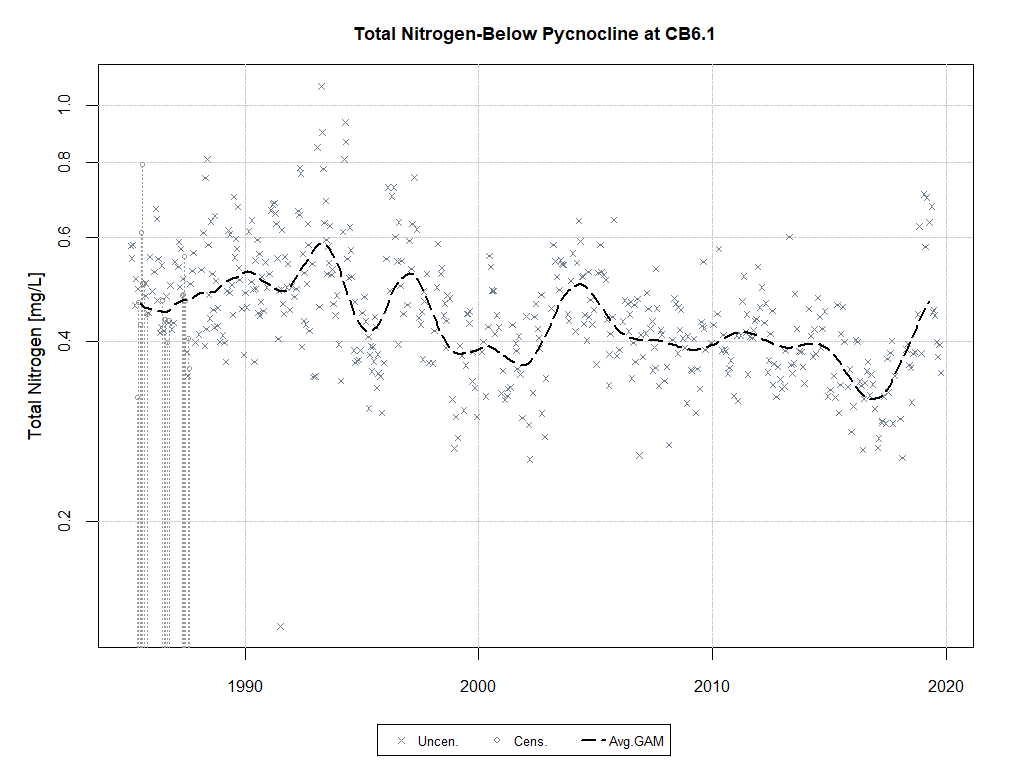 Total Nitrogen-Below Pycnocline at CB6.1
Total Nitrogen [mg/L]
1.0
0.8
0.6
0.4
0.2
1990
2000
2010
2020
Uncen.
Cens.
Avg.GAM